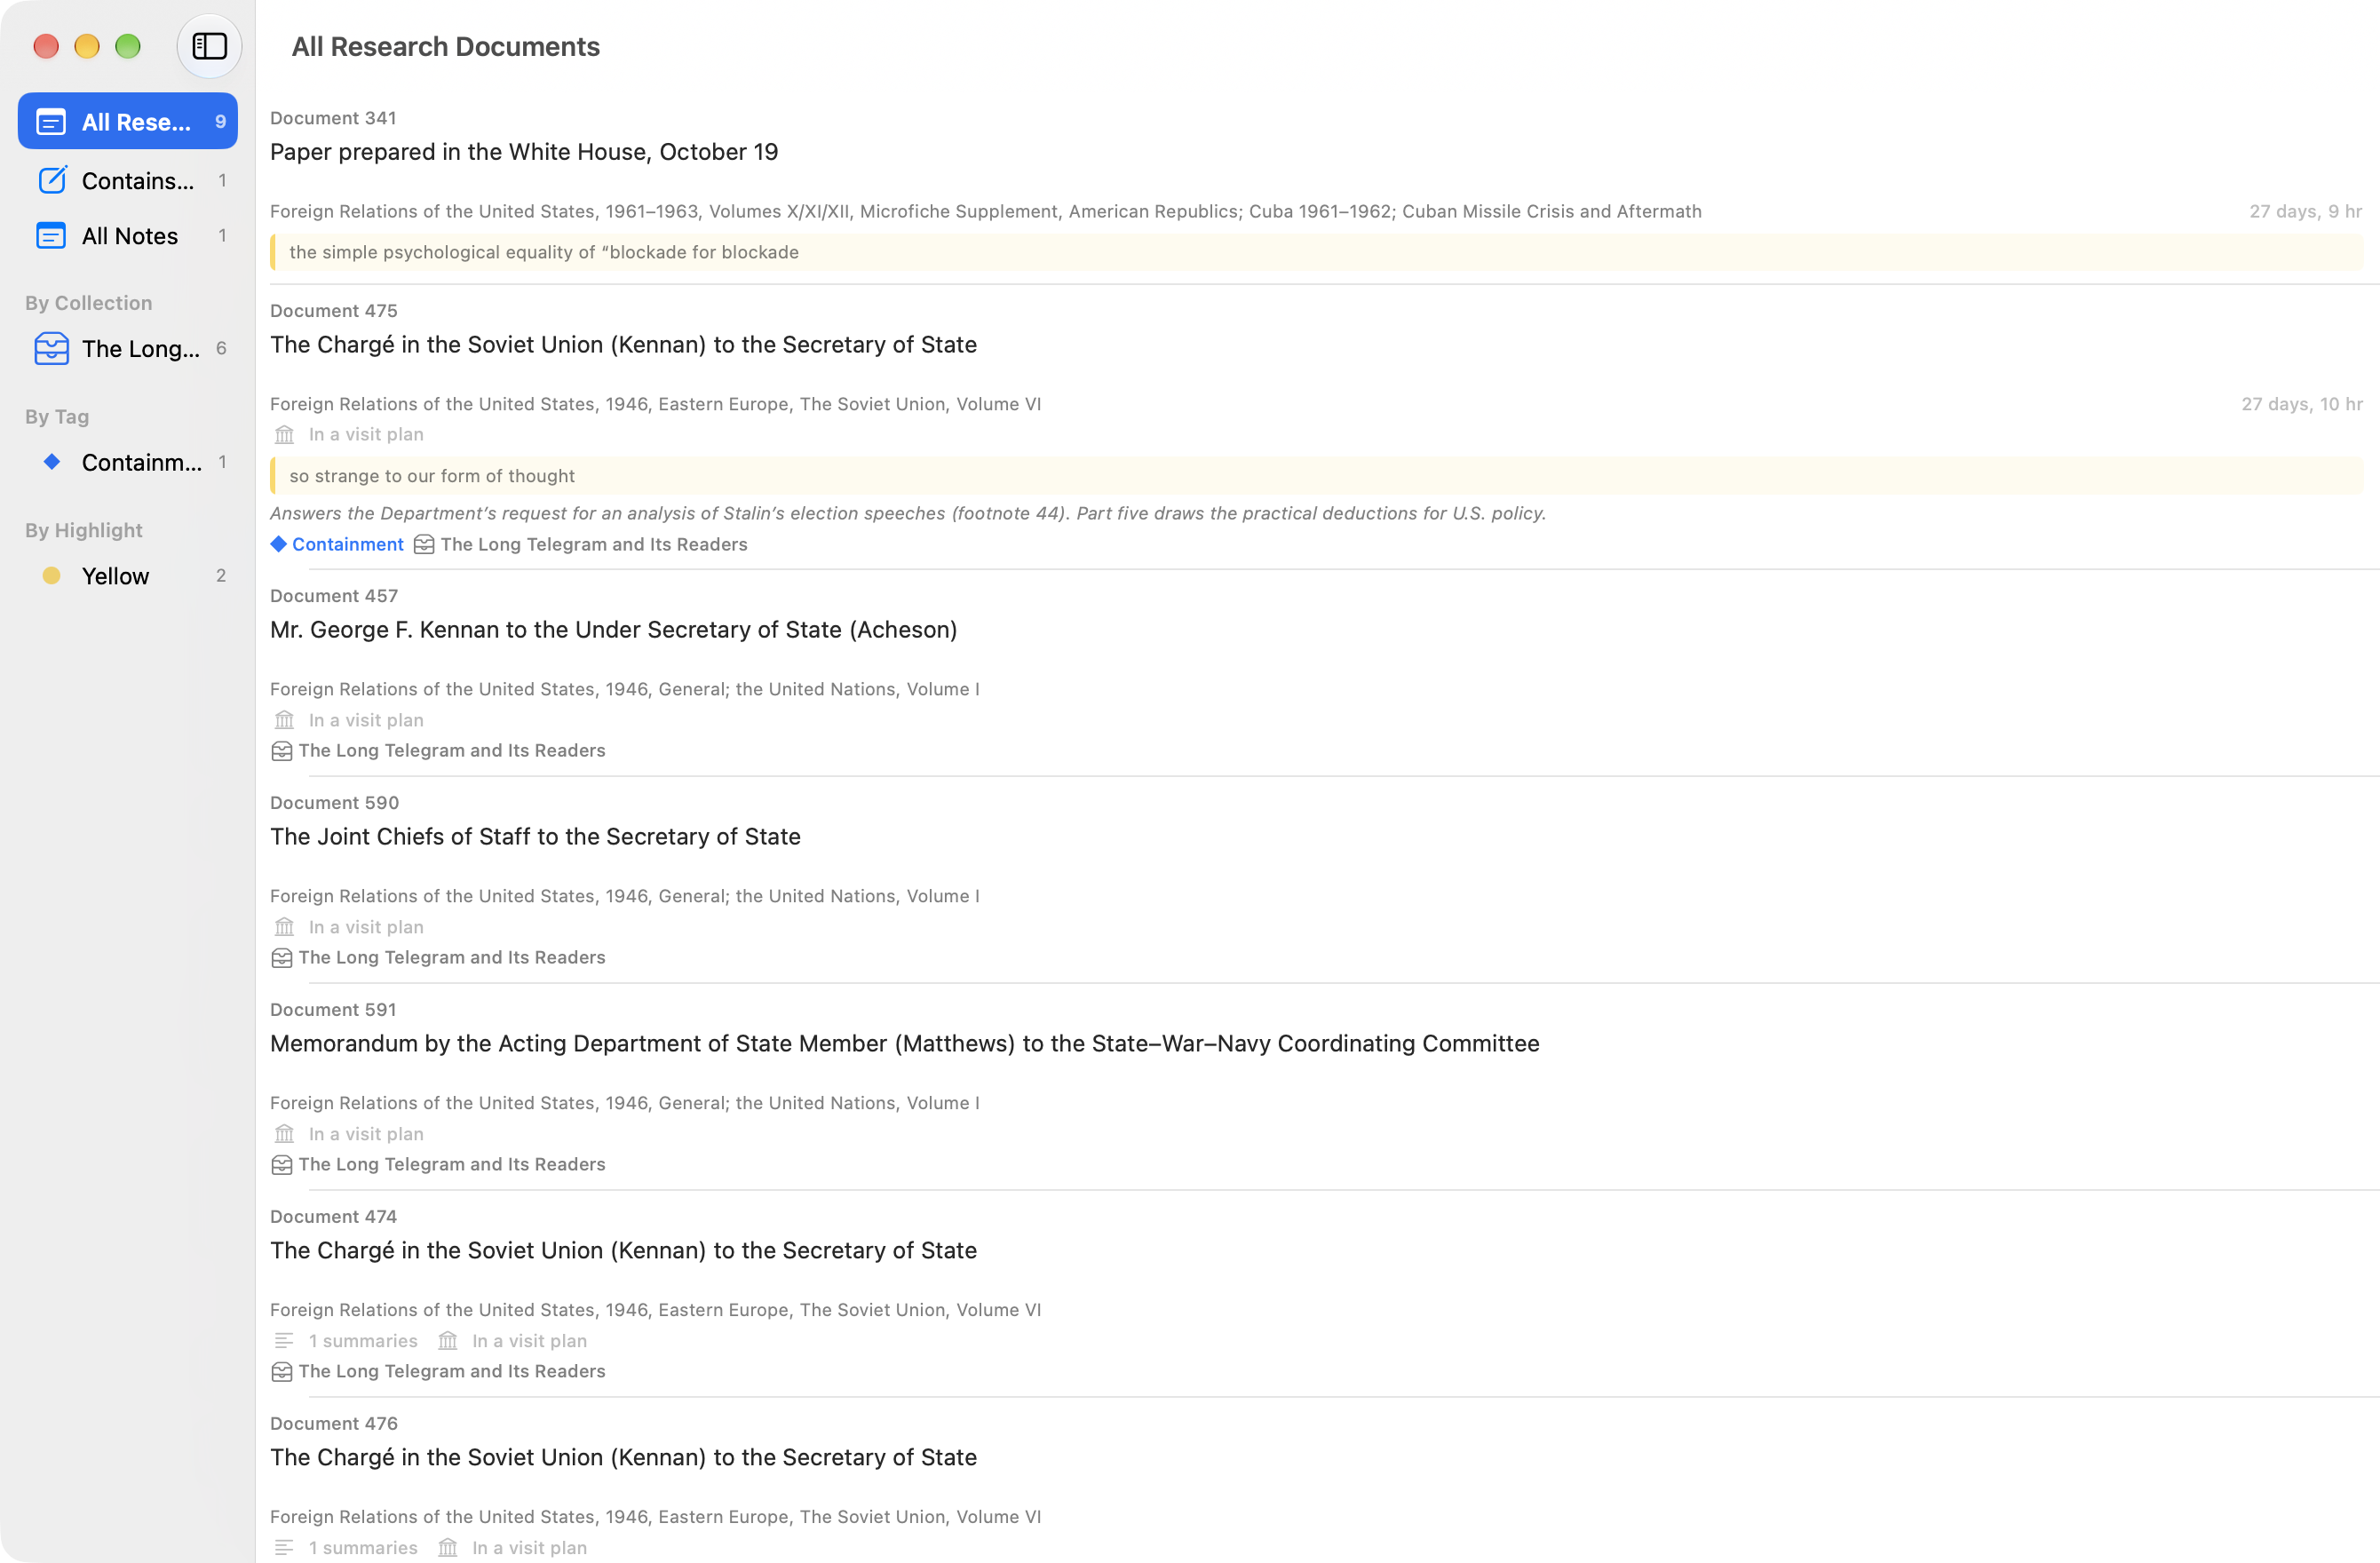 All Research Documents
All Rese... 9
Contains... 1
All Notes 1
By Collection
The Long... 6
By Tag
Containm... 1
By Highlight
Yellow 2
Document 341
Paper prepared in the White House, October 19
Foreign Relations of the United States, 1961–1963, Volumes X/XI/XII, Microfiche Supplement, American Republics; Cuba 1961–1962; Cuban Missile Crisis and Aftermath 27 days, 9 hr
the simple psychological equality of “blockade for blockade
Document 475
The Chargé in the Soviet Union (Kennan) to the Secretary of State
Foreign Relations of the United States, 1946, Eastern Europe, The Soviet Union, Volume VI 27 days, 10 hr
In a visit plan
so strange to our form of thought
Answers the Department’s request for an analysis of Stalin’s election speeches (footnote 44). Part five draws the practical deductions for U.S. policy.
Containment The Long Telegram and Its Readers
Document 457
Mr. George F. Kennan to the Under Secretary of State (Acheson)
Foreign Relations of the United States, 1946, General; the United Nations, Volume I
In a visit plan
The Long Telegram and Its Readers
Document 590
The Joint Chiefs of Staff to the Secretary of State
Foreign Relations of the United States, 1946, General; the United Nations, Volume I
In a visit plan
The Long Telegram and Its Readers
Document 591
Memorandum by the Acting Department of State Member (Matthews) to the State–War–Navy Coordinating Committee
Foreign Relations of the United States, 1946, General; the United Nations, Volume I
In a visit plan
The Long Telegram and Its Readers
Document 474
The Chargé in the Soviet Union (Kennan) to the Secretary of State
Foreign Relations of the United States, 1946, Eastern Europe, The Soviet Union, Volume VI
1 summaries In a visit plan
The Long Telegram and Its Readers
Document 476
The Chargé in the Soviet Union (Kennan) to the Secretary of State
Foreign Relations of the United States, 1946, Eastern Europe, The Soviet Union, Volume VI
1 summaries In a visit plan